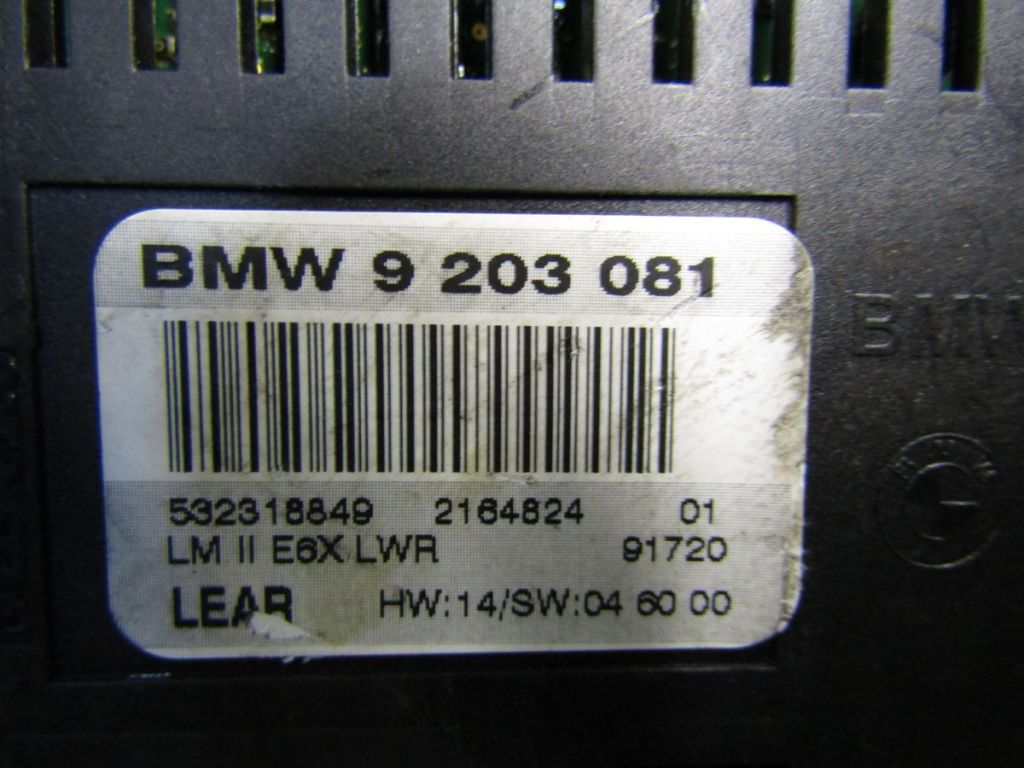 BMW 9 203 081
532318849 2164824 01
LM II E6X LWR 91720
LEAR HW:14/SW:04 60 00
BMW